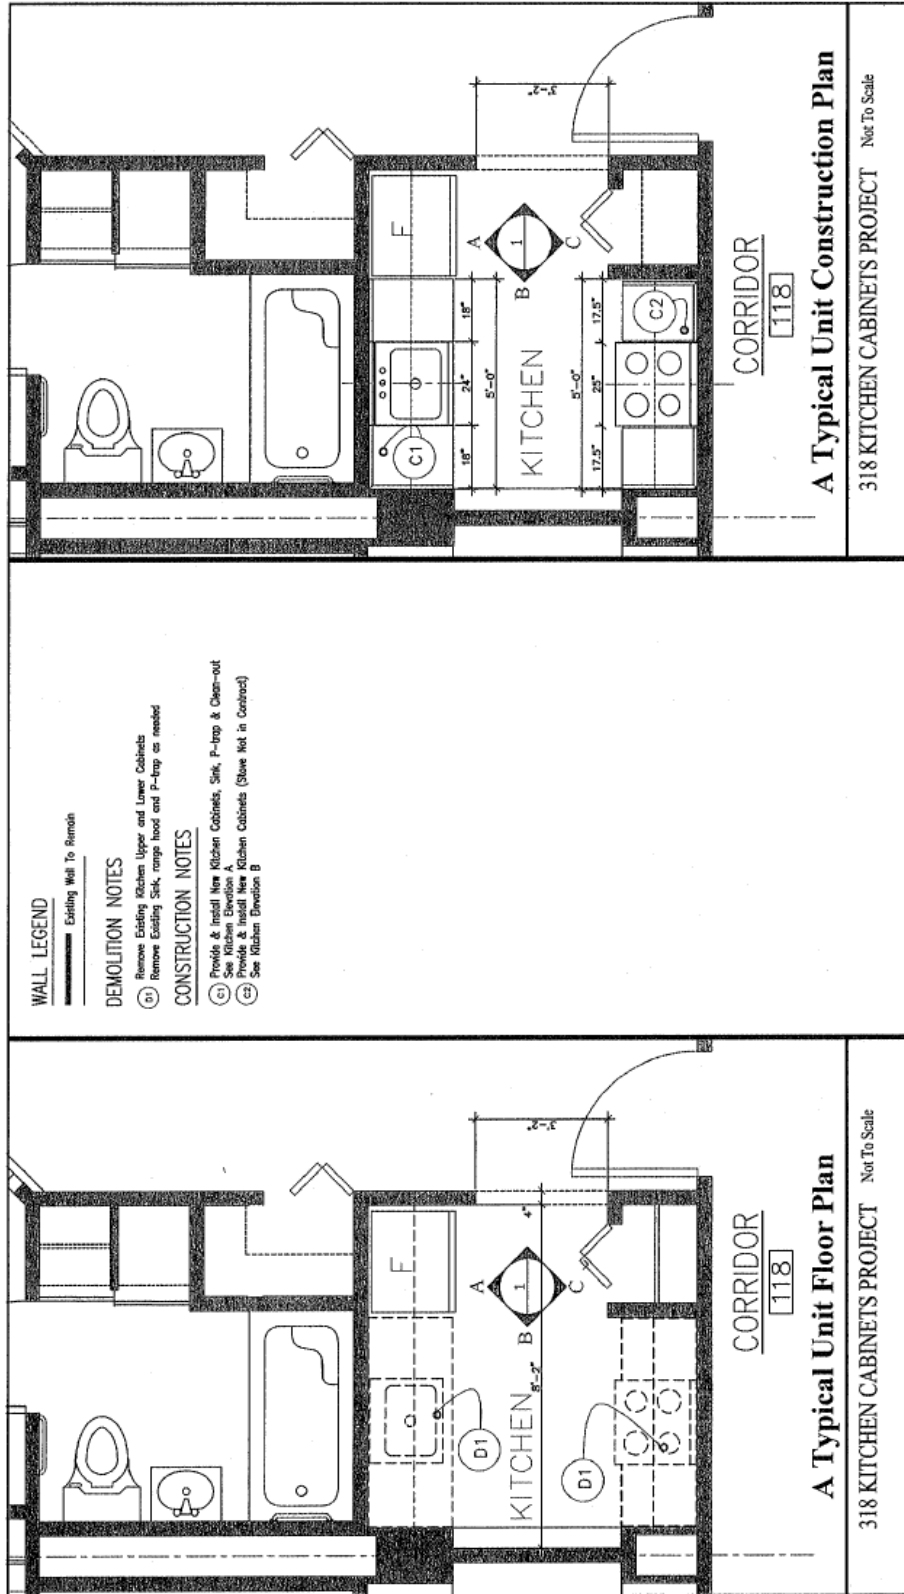 WALL LEGEND
Existing Wall To Remain
DEMOLITION NOTES
D1 Remove Existing Kitchen Upper and Lower Cabinets
Remove Existing Sink, range hood and P-trap as needed
CONSTRUCTION NOTES
C1 Provide & Install New Kitchen Cabinets, Sink, P-trap & Clean-out
See Kitchen Elevation A
C2 Provide & Install New Kitchen Cabinets (Stove Not in Contract)
See Kitchen Elevation B
F
A
1
B
C
3'-2"
4"
8'-2"
KITCHEN
D1
D1
CORRIDOR
118
A Typical Unit Floor Plan
318 KITCHEN CABINETS PROJECT Not To Scale
F
A
1
B
C
3'-2"
18"
24"
18"
5'-0"
C1
KITCHEN
5'-0"
17.5"
25"
17.5"
C2
CORRIDOR
118
A Typical Unit Construction Plan
318 KITCHEN CABINETS PROJECT Not To Scale